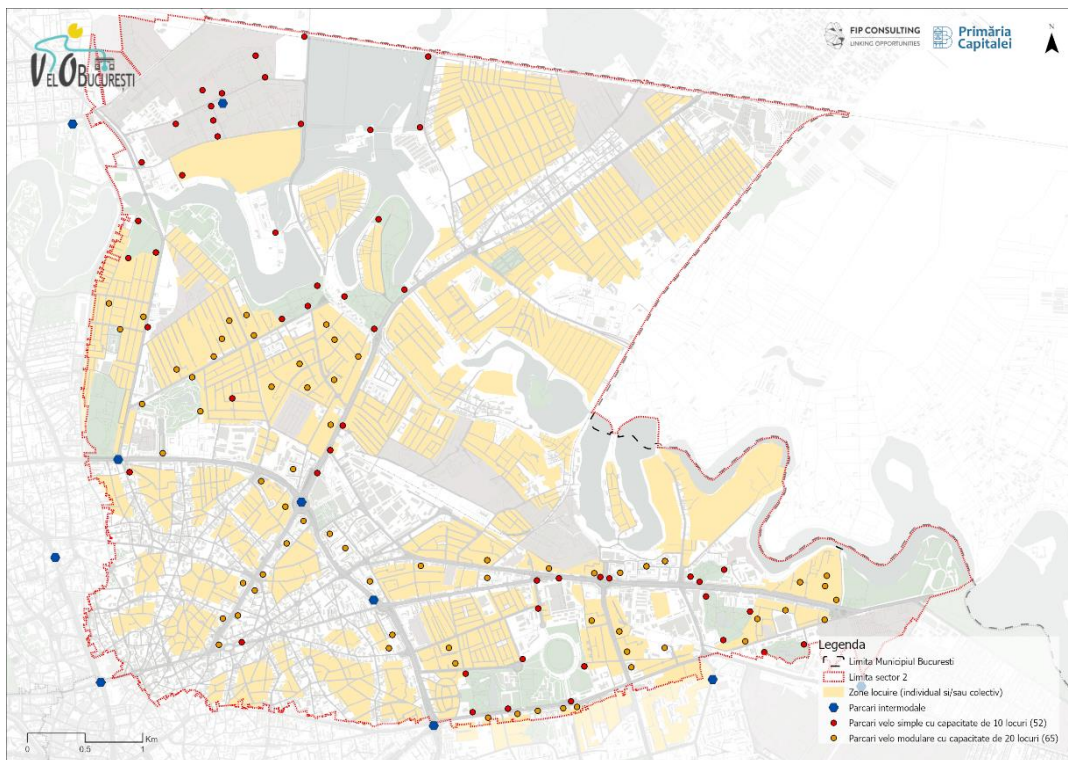 VELO BUCUREȘTI
FIP CONSULTING
LINKING OPPORTUNITIES
Primăria
Capitalei
N
Legenda
Limita Municipiul Bucuresti
Limita sector 2
Zone locuire (individual si/sau colectiv)
Parcari intermodale
Parcari velo simple cu capacitate de 10 locuri (52)
Parcari velo modulare cu capacitate de 20 locuri (65)
Km
0 0.5 1